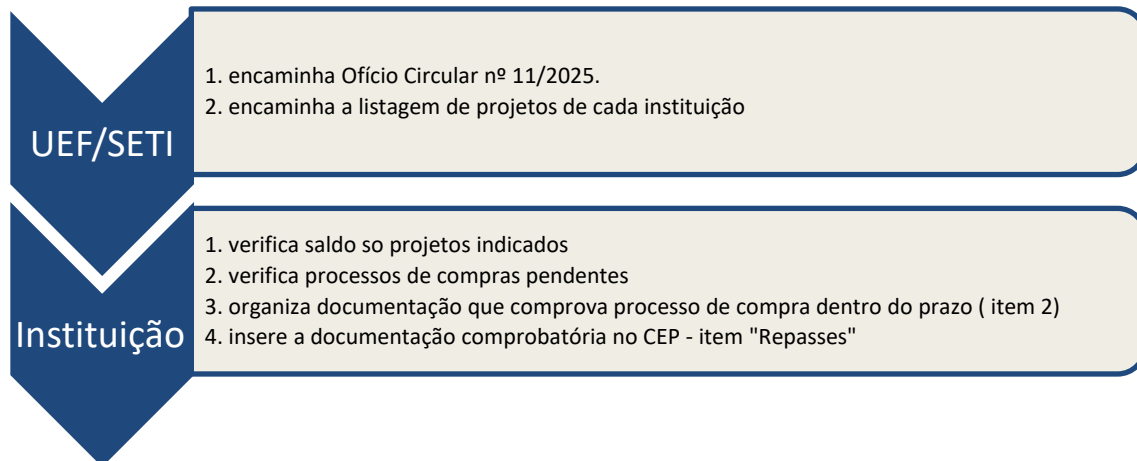 UEF/SETI
1. encaminha Ofício Circular nº 11/2025.
2. encaminha a listagem de projetos de cada instituição
Instituição
1. verifica saldo so projetos indicados
2. verifica processos de compras pendentes
3. organiza documentação que comprova processo de compra dentro do prazo ( item 2)
4. insere a documentação comprobatória no CEP - item "Repasses"